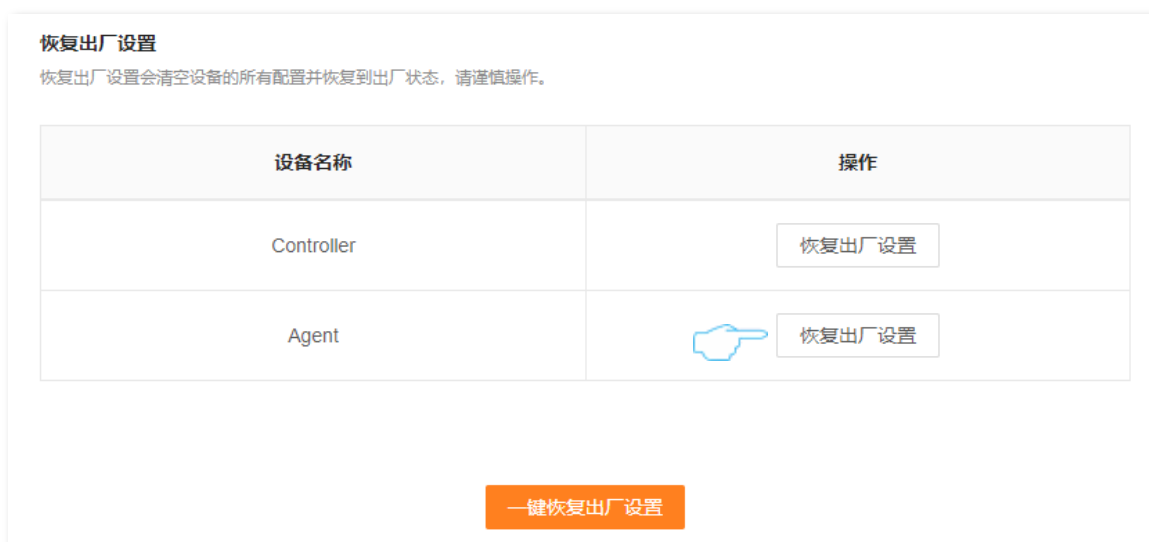 恢复出厂设置
恢复出厂设置会清空设备的所有配置并恢复到出厂状态，请谨慎操作。
设备名称 操作
Controller 恢复出厂设置
Agent 恢复出厂设置
一键恢复出厂设置